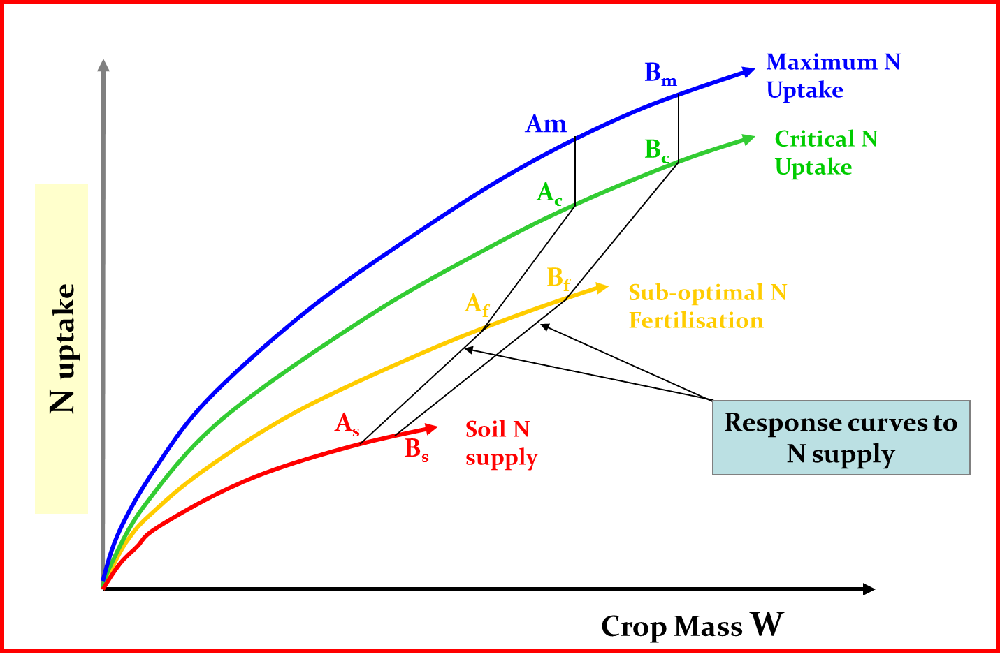 Maximum N
Uptake
Bm
Am
Critical N
Uptake
Bc
Ac
Bf
Sub-optimal N
Fertilisation
Af
N uptake
As
Soil N
supply
Bs
Response curves to
N supply
Crop Mass W